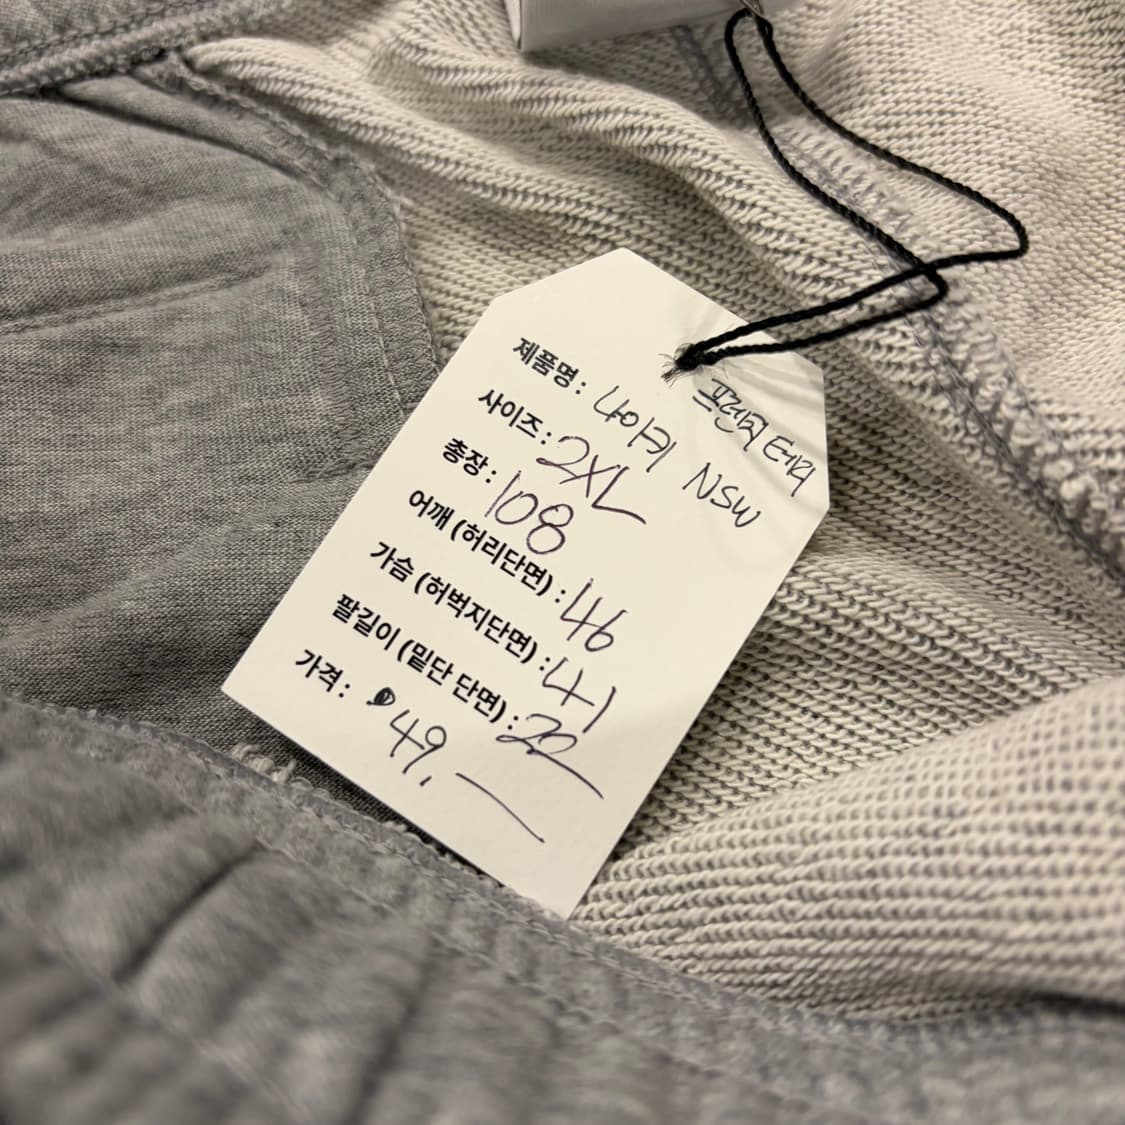 제품명 : 나이키 프렌치 테리 NSW
사이즈 : 2XL
총장 : 108
어깨 (허리단면) : 46
가슴 (허벅지단면) : 41
팔길이 (밑단 단면) : 22
가격 : 49,